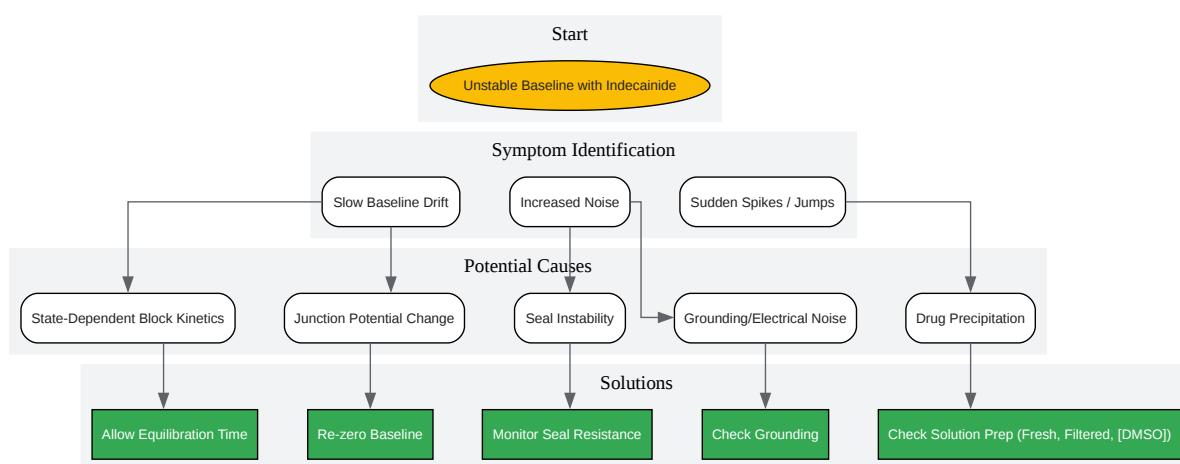 Start
Unstable Baseline with Indecainide
Symptom Identification
Slow Baseline Drift
Increased Noise
Sudden Spikes / Jumps
Potential Causes
State-Dependent Block Kinetics
Junction Potential Change
Seal Instability
Grounding/Electrical Noise
Drug Precipitation
Solutions
Allow Equilibration Time
Re-zero Baseline
Monitor Seal Resistance
Check Grounding
Check Solution Prep (Fresh, Filtered, [DMSO])